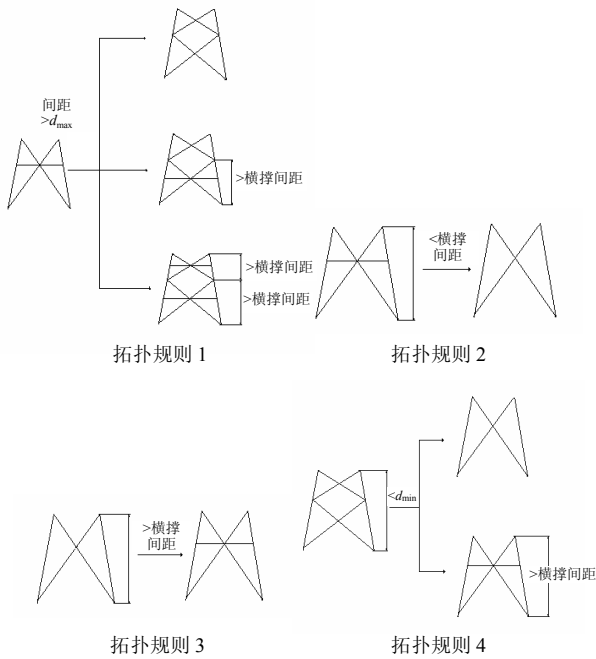 间距
>dmax
>横撑间距
>横撑间距
>横撑间距
拓扑规则 1
<横撑
间距
拓扑规则 2
>横撑
间距
拓扑规则 3
<dmin
>横撑间距
拓扑规则 4